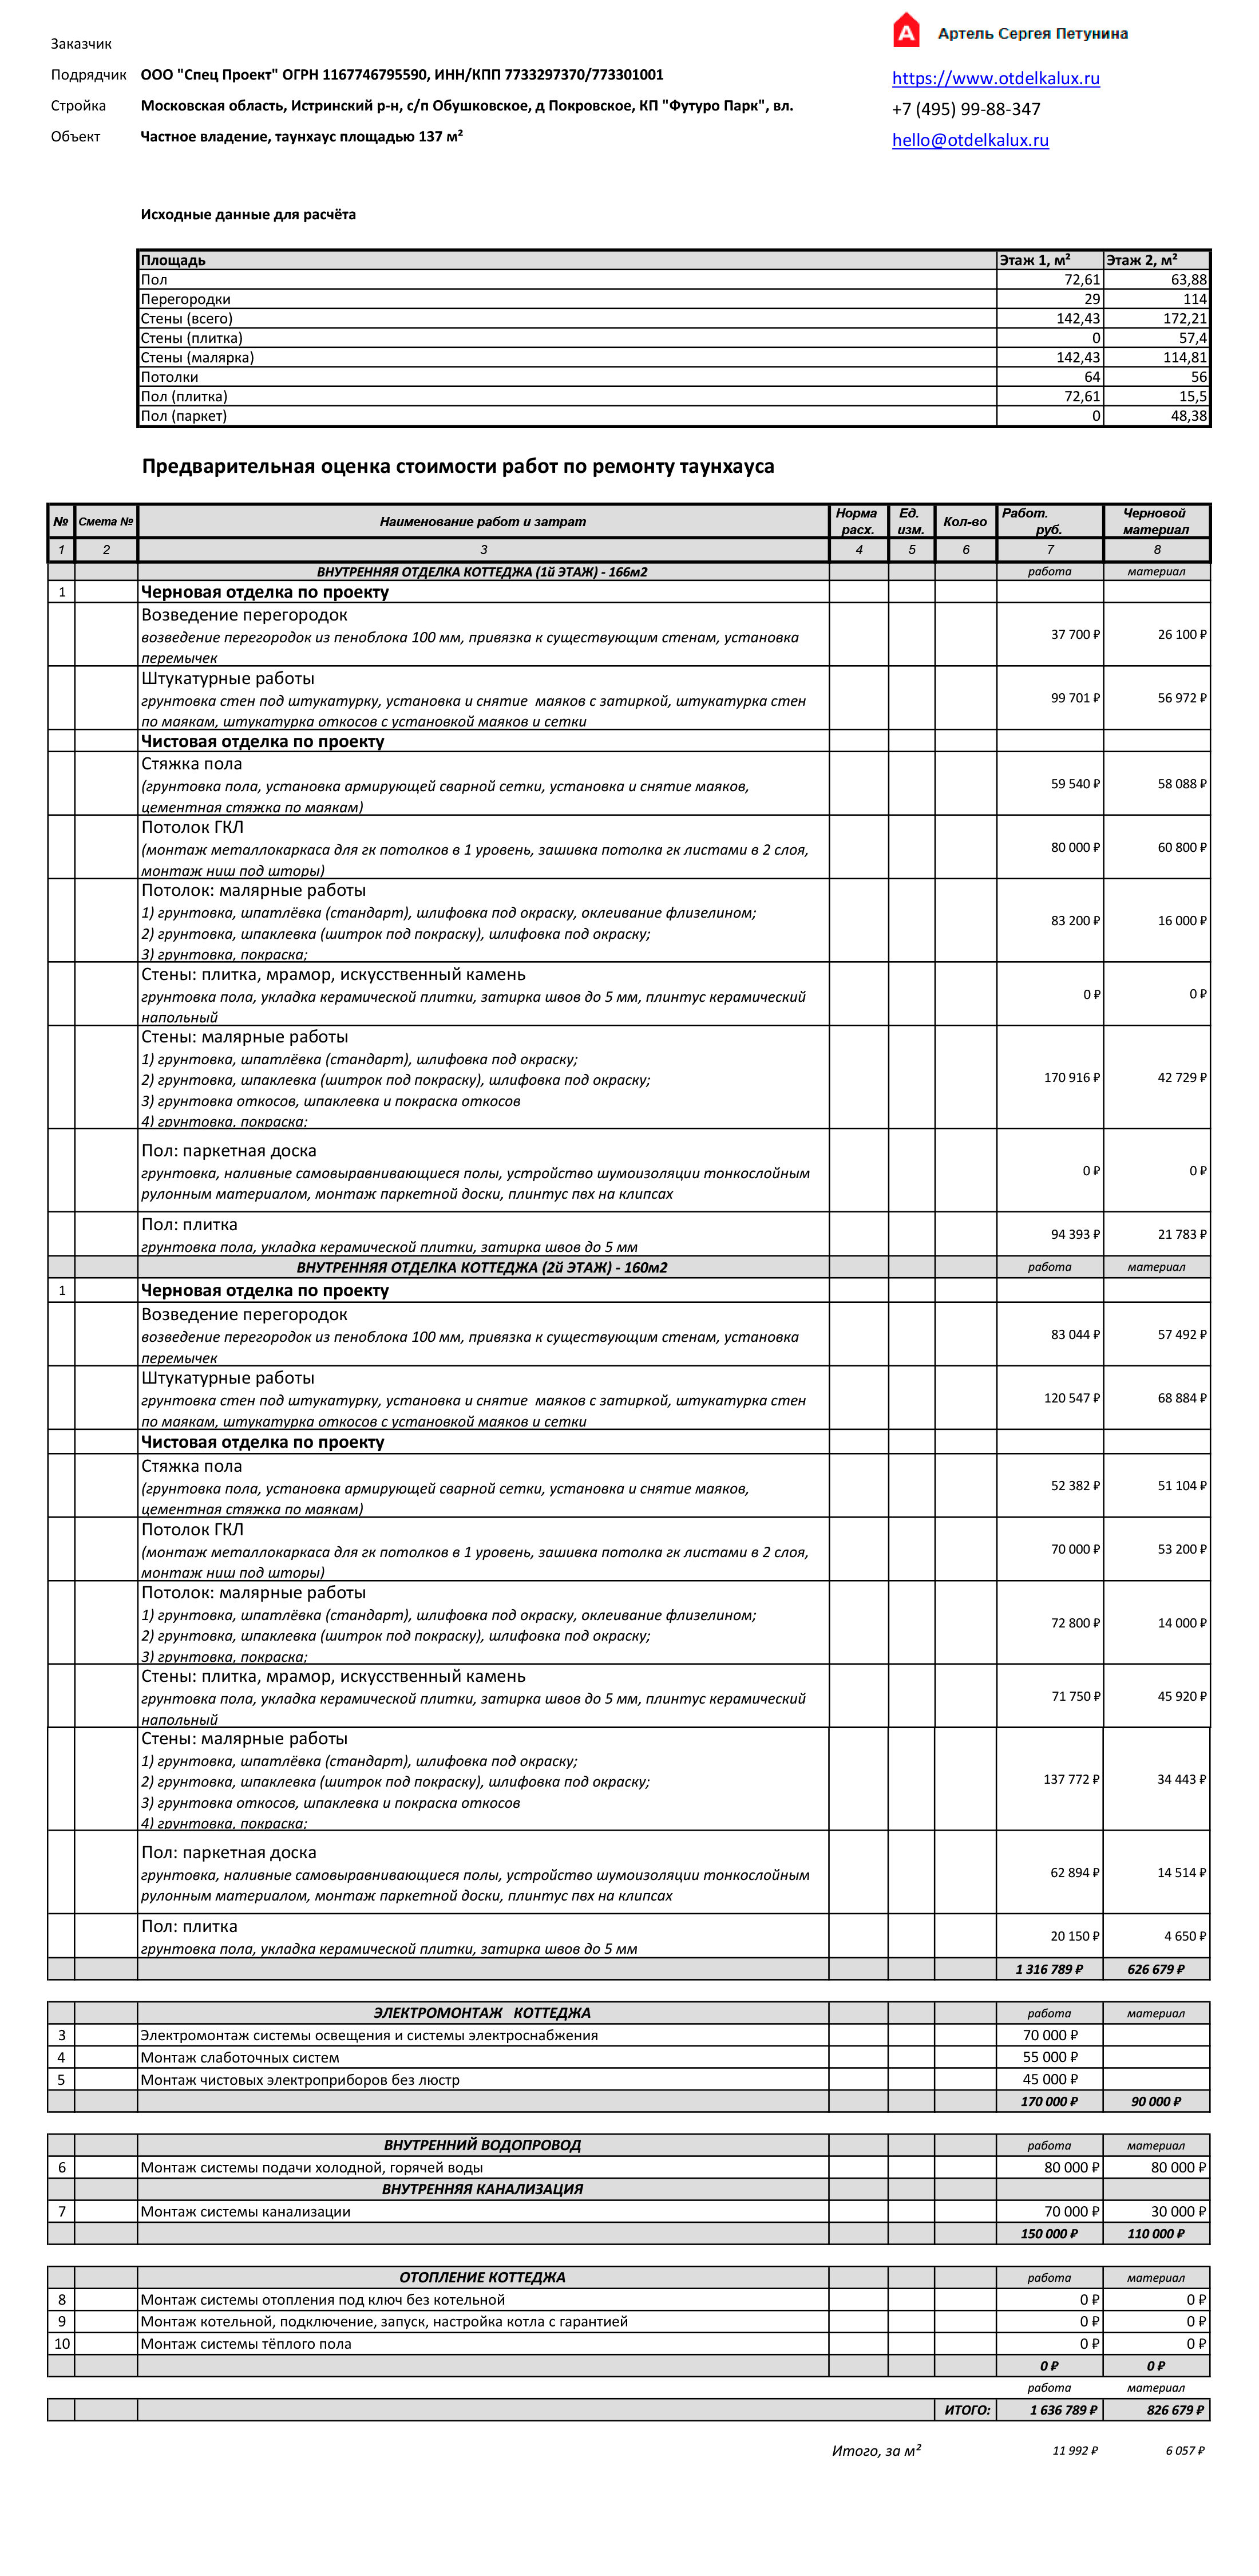 Артель Сергея Петунина
Заказчик
Подрядчик ООО "Спец Проект" ОГРН 1167746795590, ИНН/КПП 7733297370/773301001
https://www.otdelkalux.ru
Стройка Московская область, Истринский р-н, с/п Обушковское, д Покровское, КП "Футуро Парк", вл.
+7 (495) 99-88-347
Объект Частное владение, таунхаус площадью 137 м²
hello@otdelkalux.ru
Исходные данные для расчёта
Площадь Этаж 1, м² Этаж 2, м²
Пол 72,61 63,88
Перегородки 29 114
Стены (всего) 142,43 172,21
Стены (плитка) 0 57,4
Стены (малярка) 142,43 114,81
Потолки 64 56
Пол (плитка) 72,61 15,5
Пол (паркет) 0 48,38
Предварительная оценка стоимости работ по ремонту таунхауса
№ Смета № Наименование работ и затрат Норма расх. Ед. изм. Кол-во Работ. руб. Черновой материал
1 2 3 4 5 6 7 8
ВНУТРЕННЯЯ ОТДЕЛКА КОТТЕДЖА (1й ЭТАЖ) - 166м2 работа материал
1 Черновая отделка по проекту
Возведение перегородок
возведение перегородок из пеноблока 100 мм, привязка к существующим стенам, установка
перемычек
37 700 ₽ 26 100 ₽
Штукатурные работы
грунтовка стен под штукатурку, установка и снятие маяков с затиркой, штукатурка стен
по маякам, штукатурка откосов с установкой маяков и сетки
99 701 ₽ 56 972 ₽
Чистовая отделка по проекту
Стяжка пола
(грунтовка пола, установка армирующей сварной сетки, установка и снятие маяков,
цементная стяжка по маякам)
59 540 ₽ 58 088 ₽
Потолок ГКЛ
(монтаж металлокаркаса для гк потолков в 1 уровень, зашивка потолка гк листами в 2 слоя,
монтаж ниш под шторы)
80 000 ₽ 60 800 ₽
Потолок: малярные работы
1) грунтовка, шпатлёвка (стандарт), шлифовка под окраску, оклеивание флизелином;
2) грунтовка, шпаклевка (шитрок под покраску), шлифовка под окраску;
3) грунтовка, покраска;
83 200 ₽ 16 000 ₽
Стены: плитка, мрамор, искусственный камень
грунтовка пола, укладка керамической плитки, затирка швов до 5 мм, плинтус керамический
напольный
0 ₽ 0 ₽
Стены: малярные работы
1) грунтовка, шпатлёвка (стандарт), шлифовка под окраску;
2) грунтовка, шпаклевка (шитрок под покраску), шлифовка под окраску;
3) грунтовка откосов, шпаклевка и покраска откосов
4) грунтовка, покраска;
170 916 ₽ 42 729 ₽
Пол: паркетная доска
грунтовка, наливные самовыравнивающиеся полы, устройство шумоизоляции тонкослойным
рулонным материалом, монтаж паркетной доски, плинтус пвх на клипсах
0 ₽ 0 ₽
Пол: плитка
грунтовка пола, укладка керамической плитки, затирка швов до 5 мм
94 393 ₽ 21 783 ₽
ВНУТРЕННЯЯ ОТДЕЛКА КОТТЕДЖА (2й ЭТАЖ) - 160м2 работа материал
1 Черновая отделка по проекту
Возведение перегородок
возведение перегородок из пеноблока 100 мм, привязка к существующим стенам, установка
перемычек
83 044 ₽ 57 492 ₽
Штукатурные работы
грунтовка стен под штукатурку, установка и снятие маяков с затиркой, штукатурка стен
по маякам, штукатурка откосов с установкой маяков и сетки
120 547 ₽ 68 884 ₽
Чистовая отделка по проекту
Стяжка пола
(грунтовка пола, установка армирующей сварной сетки, установка и снятие маяков,
цементная стяжка по маякам)
52 382 ₽ 51 104 ₽
Потолок ГКЛ
(монтаж металлокаркаса для гк потолков в 1 уровень, зашивка потолка гк листами в 2 слоя,
монтаж ниш под шторы)
70 000 ₽ 53 200 ₽
Потолок: малярные работы
1) грунтовка, шпатлёвка (стандарт), шлифовка под окраску, оклеивание флизелином;
2) грунтовка, шпаклевка (шитрок под покраску), шлифовка под окраску;
3) грунтовка, покраска;
72 800 ₽ 14 000 ₽
Стены: плитка, мрамор, искусственный камень
грунтовка пола, укладка керамической плитки, затирка швов до 5 мм, плинтус керамический
напольный
71 750 ₽ 45 920 ₽
Стены: малярные работы
1) грунтовка, шпатлёвка (стандарт), шлифовка под окраску;
2) грунтовка, шпаклевка (шитрок под покраску), шлифовка под окраску;
3) грунтовка откосов, шпаклевка и покраска откосов
4) грунтовка, покраска;
137 772 ₽ 34 443 ₽
Пол: паркетная доска
грунтовка, наливные самовыравнивающиеся полы, устройство шумоизоляции тонкослойным
рулонным материалом, монтаж паркетной доски, плинтус пвх на клипсах
62 894 ₽ 14 514 ₽
Пол: плитка
грунтовка пола, укладка керамической плитки, затирка швов до 5 мм
20 150 ₽ 4 650 ₽
1 316 789 ₽ 626 679 ₽
ЭЛЕКТРОМОНТАЖ КОТТЕДЖА работа материал
3 Электромонтаж системы освещения и системы электроснабжения 70 000 ₽
4 Монтаж слаботочных систем 55 000 ₽
5 Монтаж чистовых электроприборов без люстр 45 000 ₽
170 000 ₽ 90 000 ₽
ВНУТРЕННИЙ ВОДОПРОВОД работа материал
6 Монтаж системы подачи холодной, горячей воды 80 000 ₽ 80 000 ₽
ВНУТРЕННЯЯ КАНАЛИЗАЦИЯ
7 Монтаж системы канализации 70 000 ₽ 30 000 ₽
150 000 ₽ 110 000 ₽
ОТОПЛЕНИЕ КОТТЕДЖА работа материал
8 Монтаж системы отопления под ключ без котельной 0 ₽ 0 ₽
9 Монтаж котельной, подключение, запуск, настройка котла с гарантией 0 ₽ 0 ₽
10 Монтаж системы тёплого пола 0 ₽ 0 ₽
0 ₽ 0 ₽
работа материал
ИТОГО: 1 636 789 ₽ 826 679 ₽
Итого, за м² 11 992 ₽ 6 057 ₽